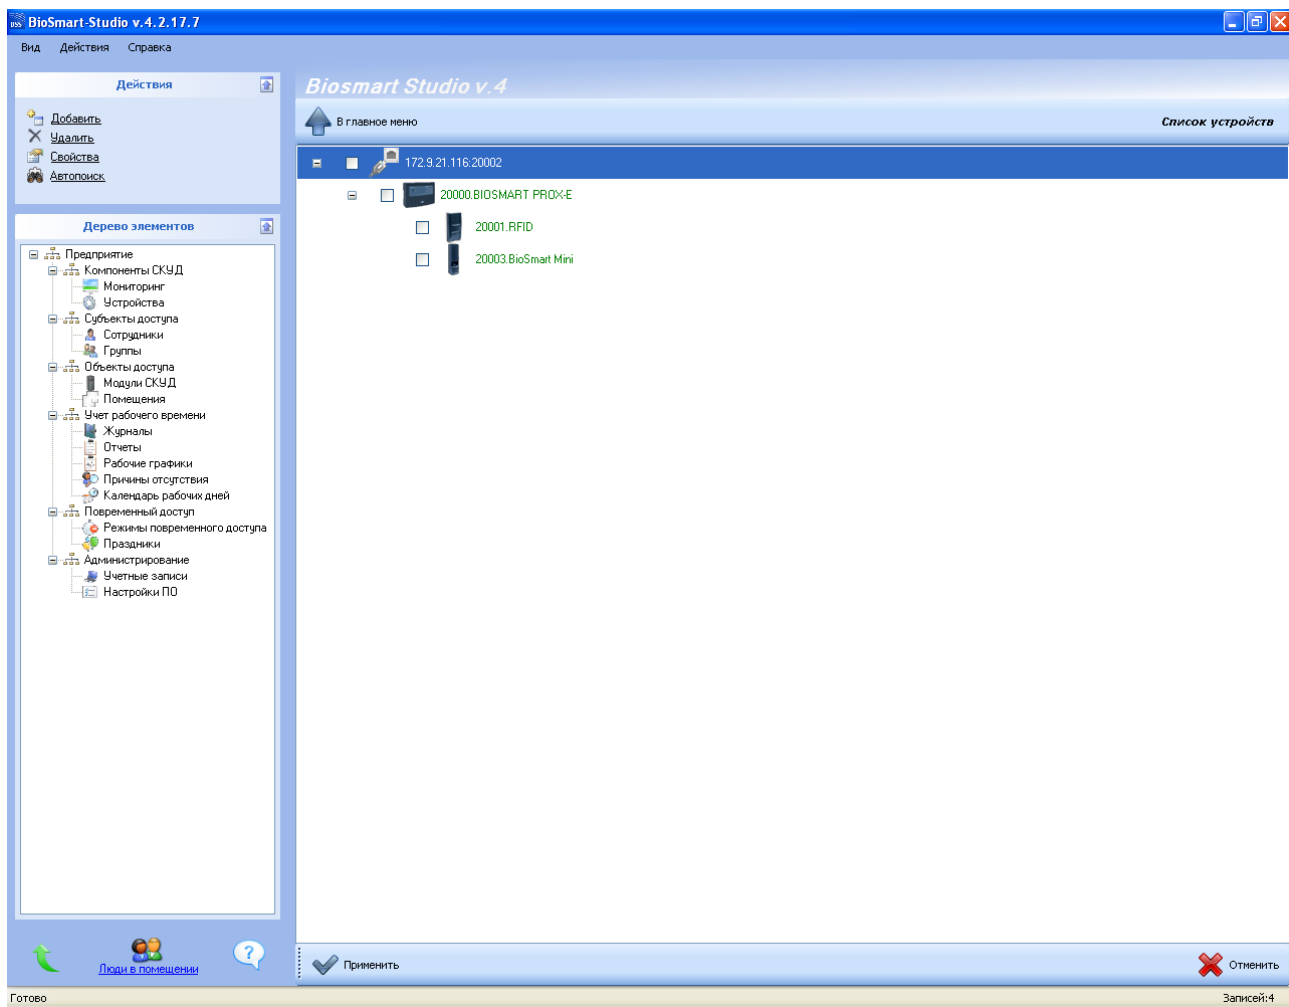 BioSmart-Studio v.4.2.17.7
Вид Действия Справка
Действия
Добавить
Удалить
Свойства
Автопоиск
Дерево элементов
Предприятие
Компоненты СКУД
Мониторинг
Устройства
Субъекты доступа
Сотрудники
Группы
Объекты доступа
Модули СКУД
Помещения
Учет рабочего времени
Журналы
Отчеты
Рабочие графики
Причины отсутствия
Календарь рабочих дней
Повременный доступ
Режимы повременного доступа
Праздники
Администрирование
Учетные записи
Настройки ПО
Люди в помещении
Biosmart Studio v.4
В главное меню Список устройств
172.9.21.116:20002
20000.BIOSMART PROX-E
20001.RFID
20003.BioSmart Mini
Применить Отменить
Готово Записей:4